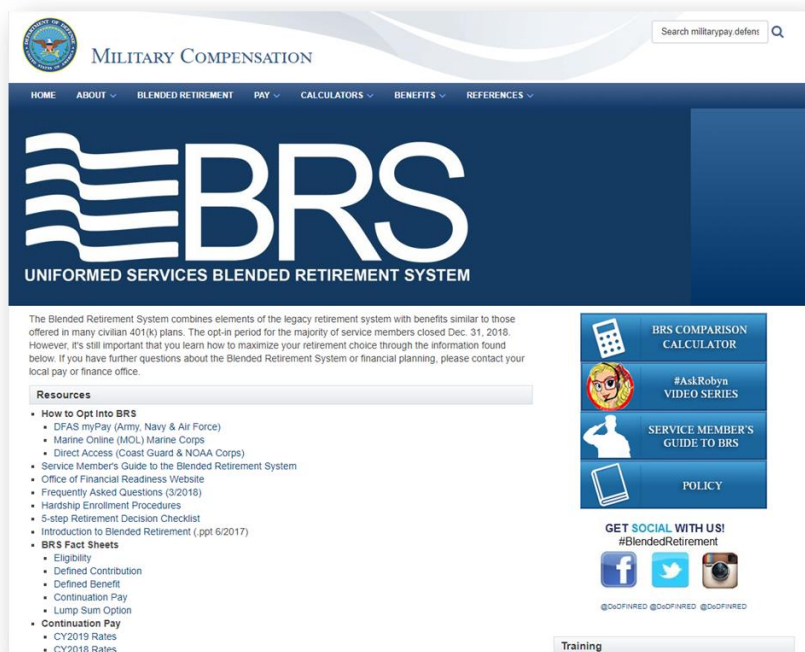 MILITARY COMPENSATION
Search militarypay.defens
HOME ABOUT BLENDED RETIREMENT PAY CALCULATORS BENEFITS REFERENCES
BRS
UNIFORMED SERVICES BLENDED RETIREMENT SYSTEM
The Blended Retirement System combines elements of the legacy retirement system with benefits similar to those
offered in many civilian 401(k) plans. The opt-in period for the majority of service members closed Dec. 31, 2018.
However, it's still important that you learn how to maximize your retirement choice through the information found
below. If you have further questions about the Blended Retirement System or financial planning, please contact your
local pay or finance office.
Resources
How to Opt Into BRS
DFAS myPay (Army, Navy & Air Force)
Marine Online (MOL) Marine Corps
Direct Access (Coast Guard & NOAA Corps)
Service Member's Guide to the Blended Retirement System
Office of Financial Readiness Website
Frequently Asked Questions (3/2018)
Hardship Enrollment Procedures
5-step Retirement Decision Checklist
Introduction to Blended Retirement (.ppt 6/2017)
BRS Fact Sheets
Eligibility
Defined Contribution
Defined Benefit
Continuation Pay
Lump Sum Option
Continuation Pay
CY2019 Rates
CY2018 Rates
BRS COMPARISON
CALCULATOR
#AskRobyn
VIDEO SERIES
SERVICE MEMBER'S
GUIDE TO BRS
POLICY
GET SOCIAL WITH US!
#BlendedRetirement
@DoDFINRED @DoDFINRED @DoDFINRED
Training